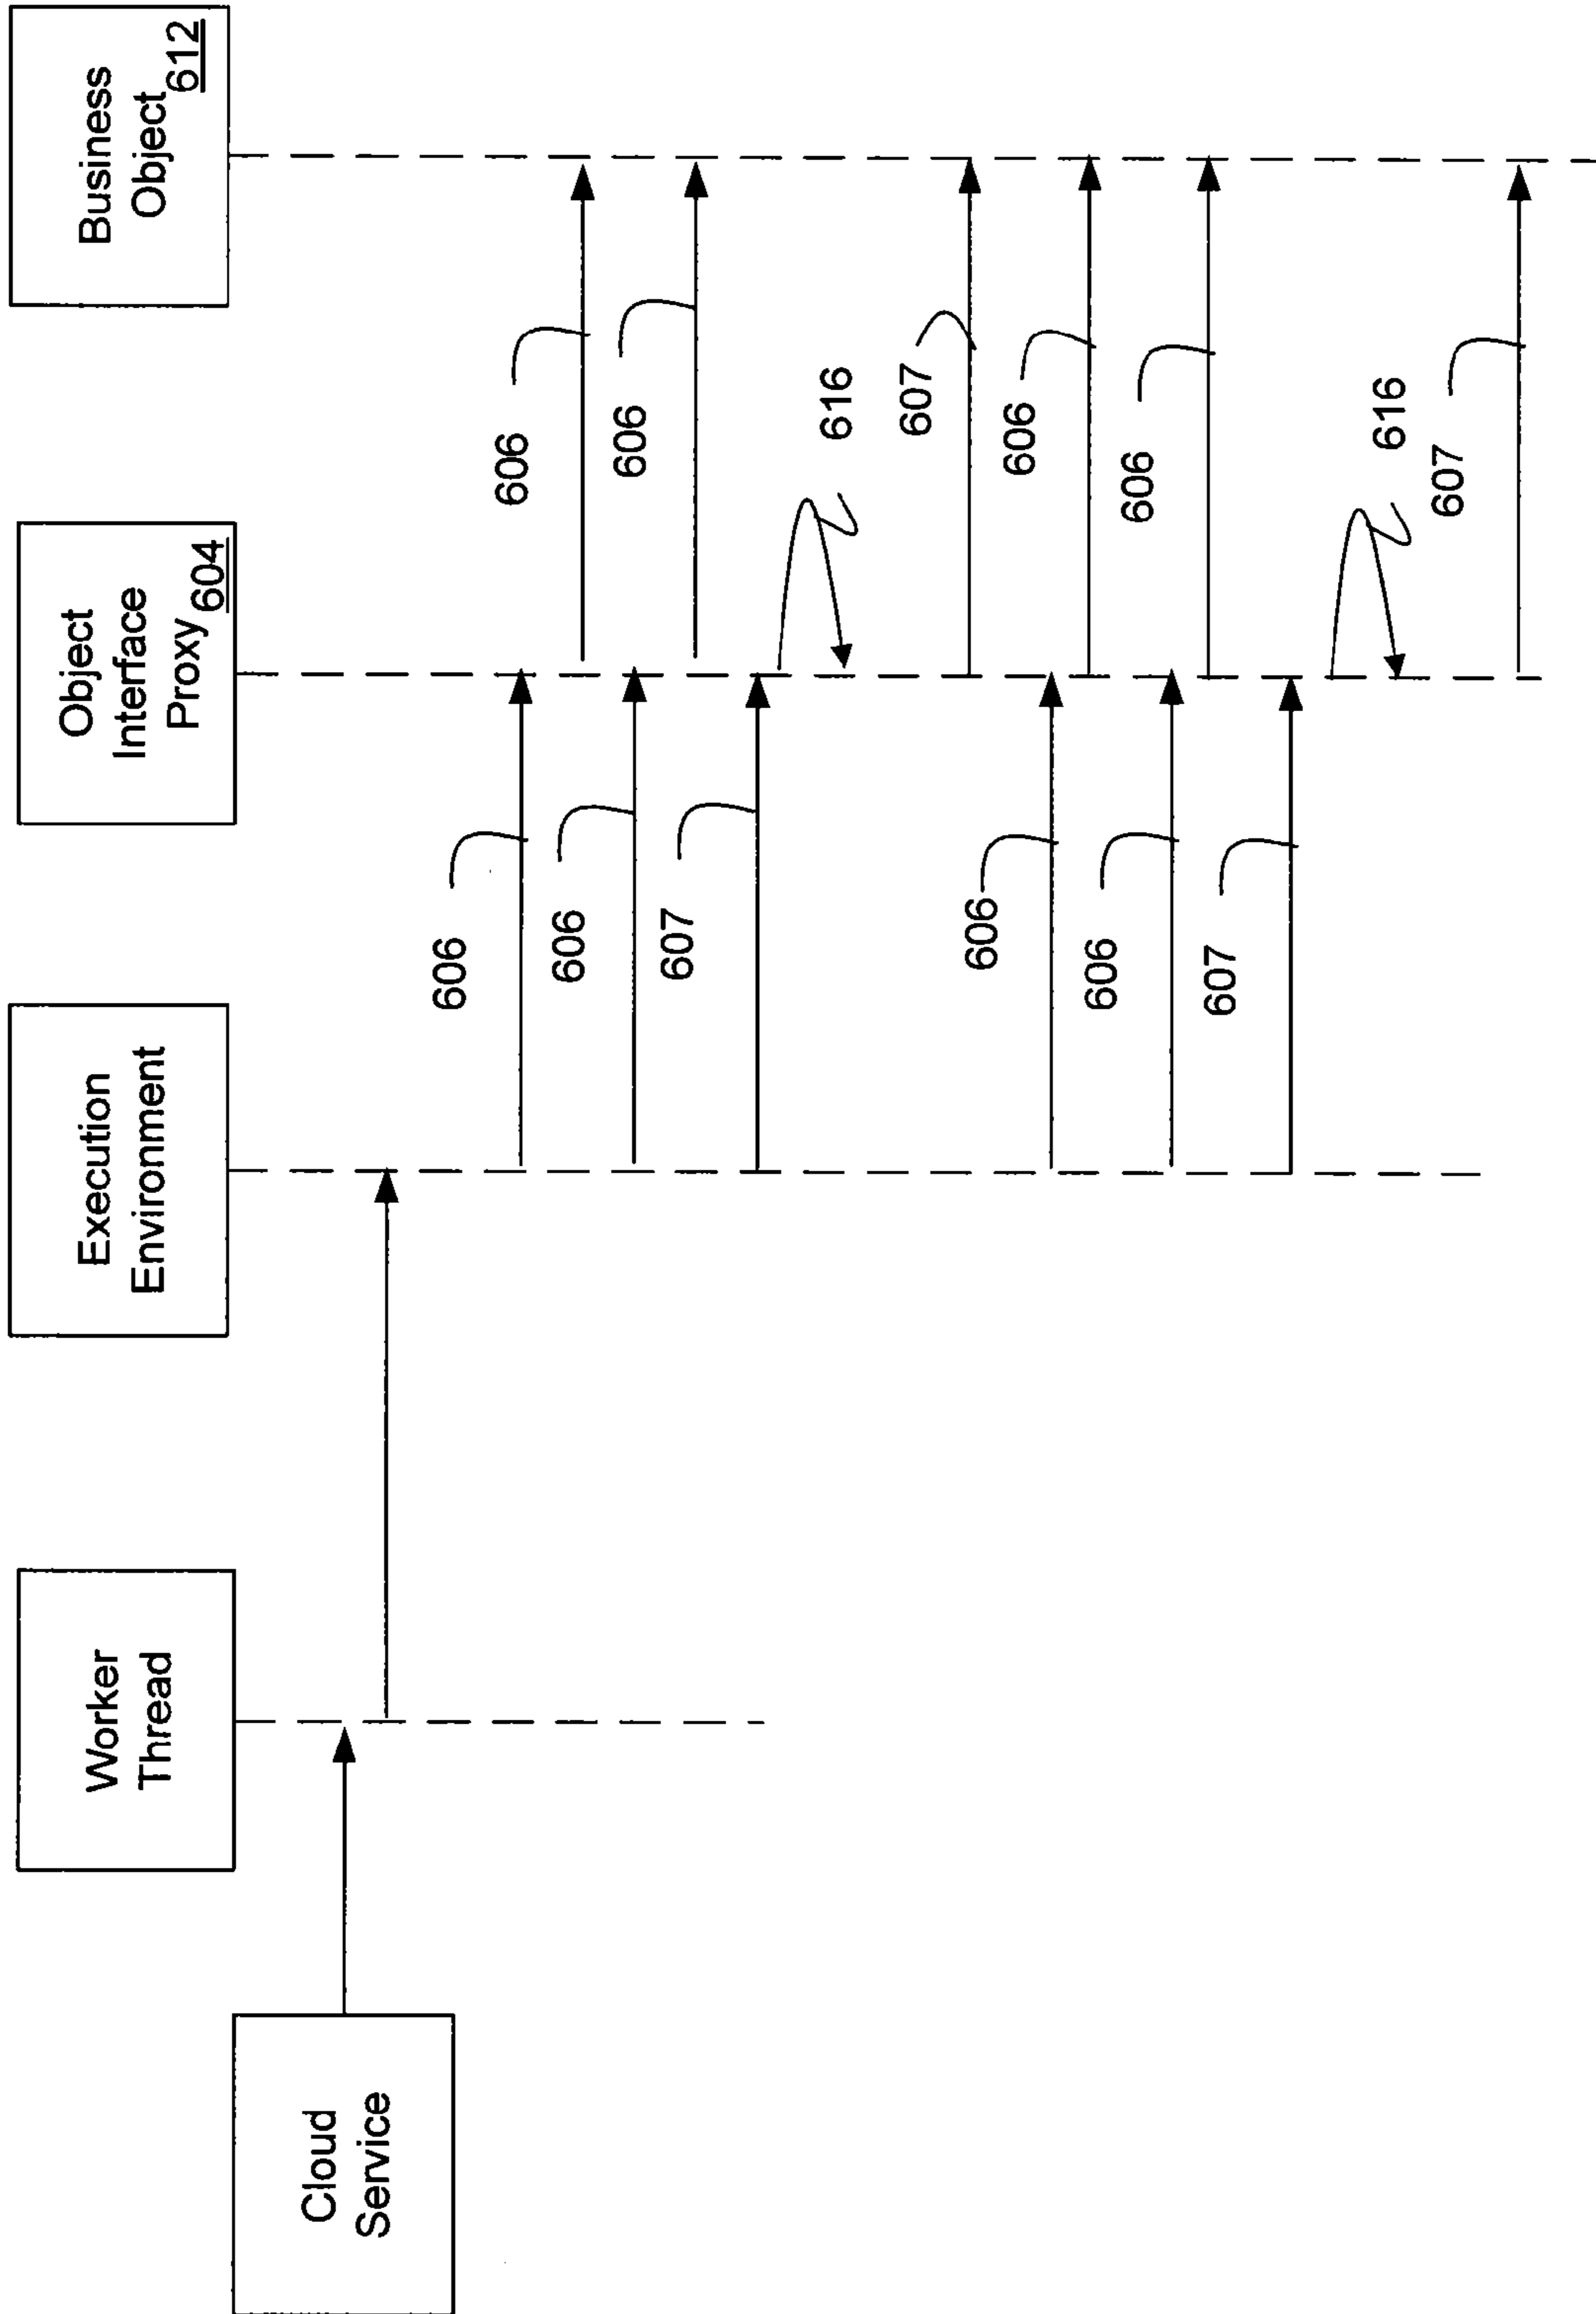 Worker
Thread
Execution
Environment
Object
Interface
Proxy 604
Business
Object 612
Cloud
Service
606
606
606
606
607
616
607
606
606
606
606
607
616
607